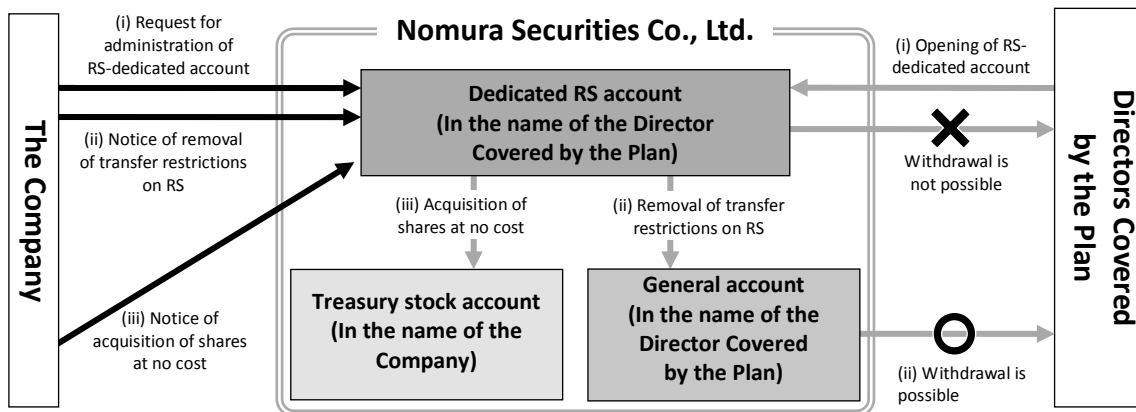 Nomura Securities Co., Ltd.
The Company
(i) Request for
administration of
RS-dedicated account
(ii) Notice of removal
of transfer restrictions
on RS
(iii) Notice of
acquisition of shares
at no cost
Dedicated RS account
(In the name of the Director
Covered by the Plan)
(iii) Acquisition of
shares at no cost
(ii) Removal of transfer
restrictions on RS
Treasury stock account
(In the name of the
Company)
General account
(In the name of the
Director Covered
by the Plan)
(i) Opening of RS-
dedicated account
Withdrawal is
not possible
(ii) Withdrawal is
possible
Directors Covered
by the Plan